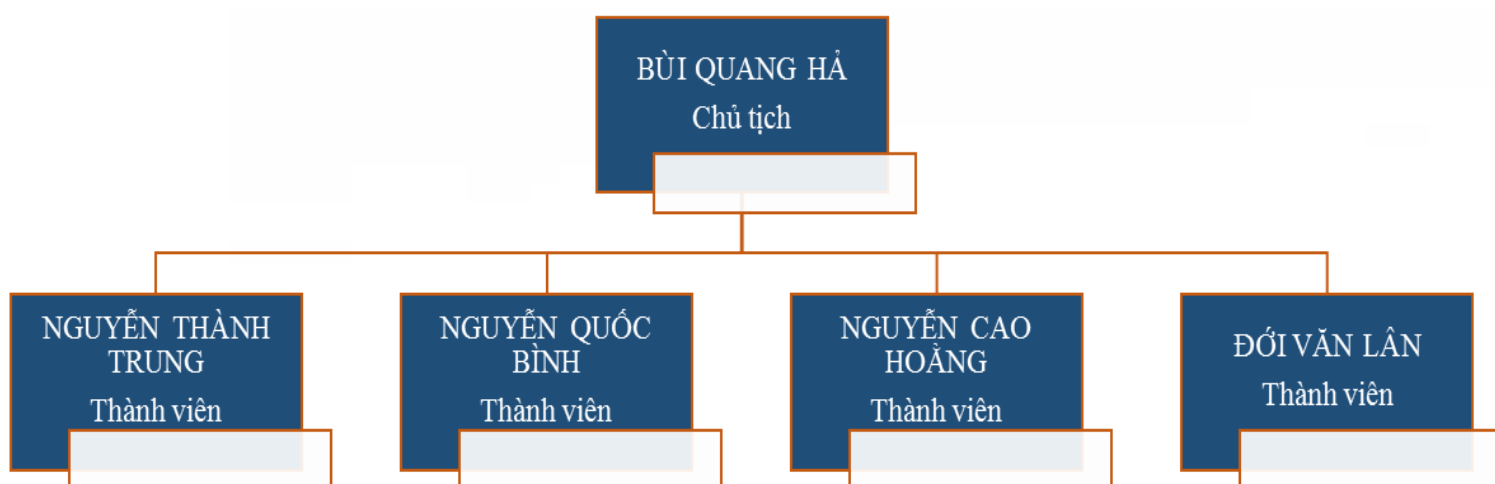 BÙI QUANG HẢ
Chủ tịch
NGUYỄN THÀNH
TRUNG
Thành viên
NGUYỄN QUỐC
BÌNH
Thành viên
NGUYỄN CAO
HOẰNG
Thành viên
ĐỚI VĂN LÂN
Thành viên